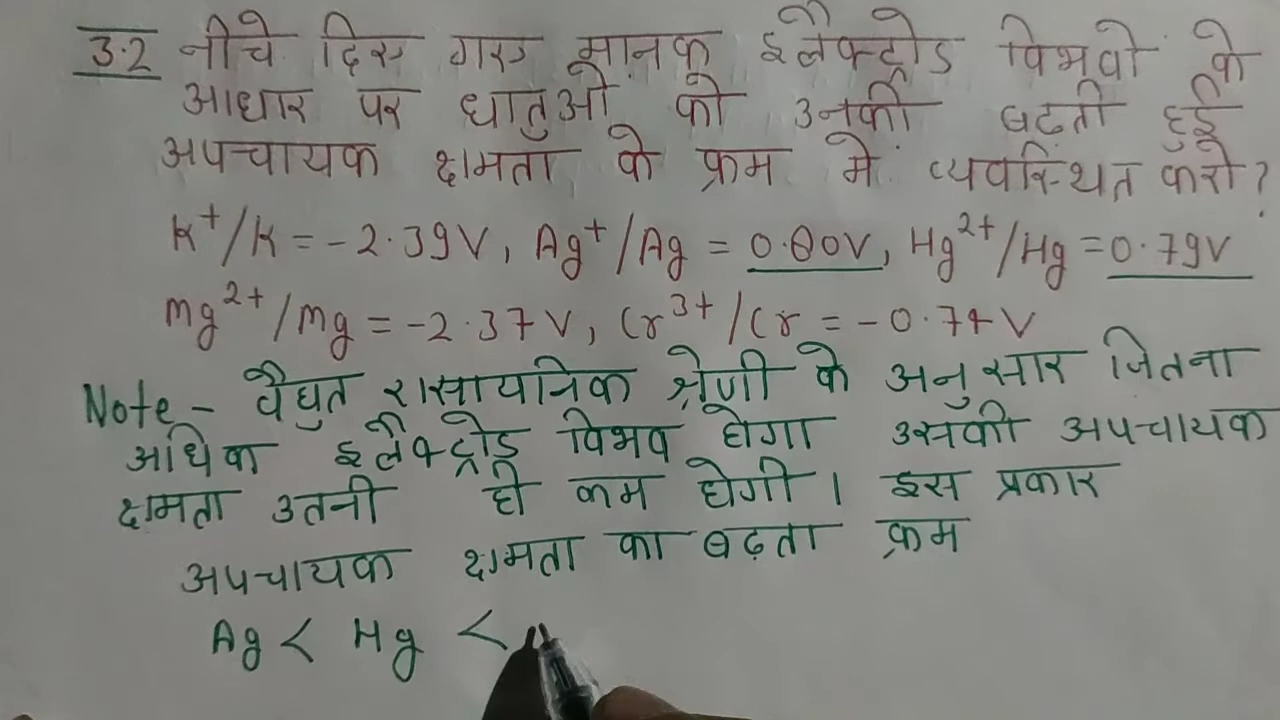 3.2 नीचे दिए गए मानक इलैक्ट्रोड विभवो के
आधार पर धातुओ को उनकी बढती हुई
अपचायक क्षमता के क्रम में व्यवस्थित करो?
K⁺/K = -2.39V, Ag⁺/Ag = 0.80V, Hg²⁺/Hg = 0.79V
Mg²⁺/Mg = -2.37V, Cr³⁺/Cr = -0.74V
Note - वैघुत रासायनिक श्रेणी के अनुसार जितना
अधिक इलैक्ट्रोड विभव होगा उसकी अपचायक
क्षमता उतनी ही कम होगी। इस प्रकार
अपचायक क्षमता का बढ़ता क्रम
Ag < Hg <